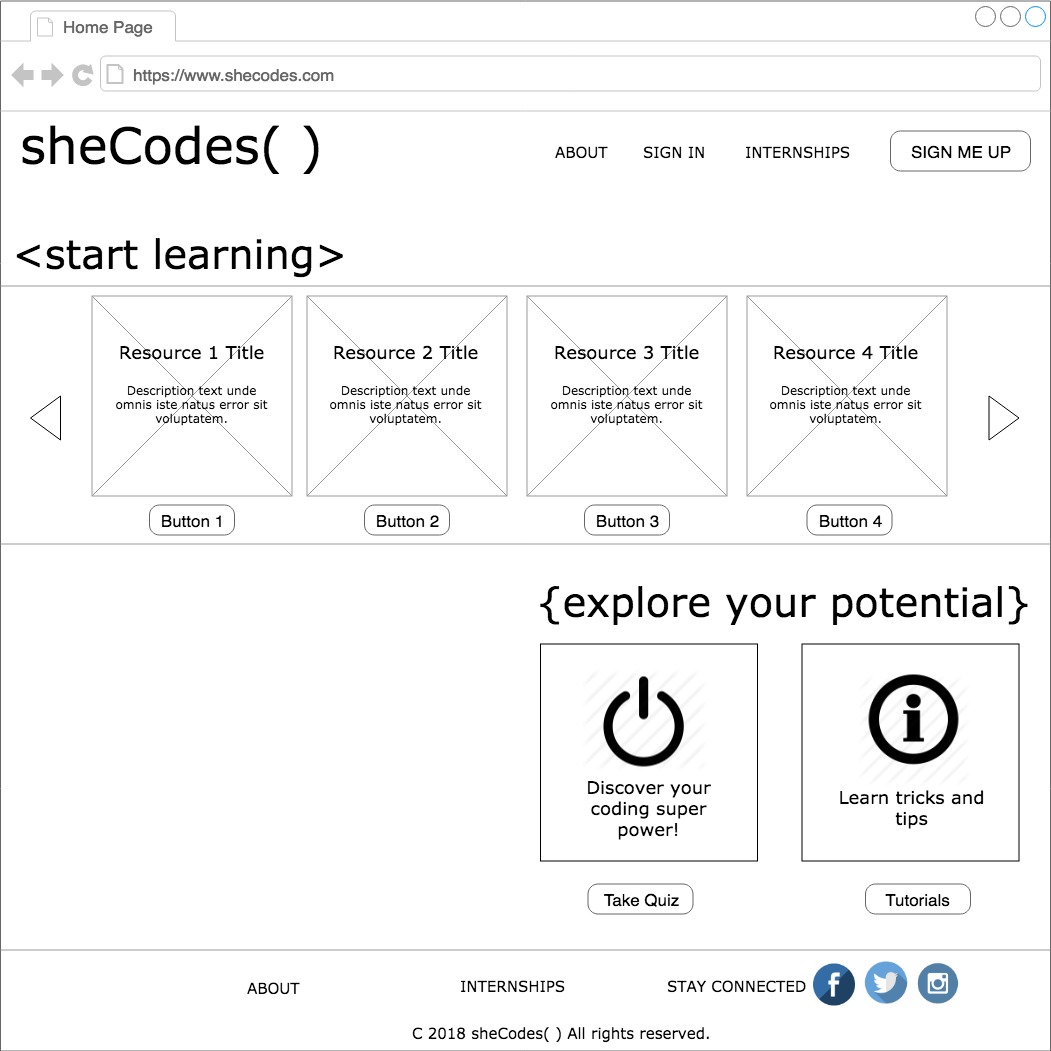 Home Page
https://www.shecodes.com
sheCodes( )
ABOUT SIGN IN INTERNSHIPS SIGN ME UP
<start learning>
Resource 1 Title
Description text unde
omnis iste natus error sit
voluptatem.
Button 1
Resource 2 Title
Description text unde
omnis iste natus error sit
voluptatem.
Button 2
Resource 3 Title
Description text unde
omnis iste natus error sit
voluptatem.
Button 3
Resource 4 Title
Description text unde
omnis iste natus error sit
voluptatem.
Button 4
{explore your potential}
Discover your
coding super
power!
Take Quiz
Learn tricks and
tips
Tutorials
ABOUT INTERNSHIPS STAY CONNECTED
C 2018 sheCodes( ) All rights reserved.